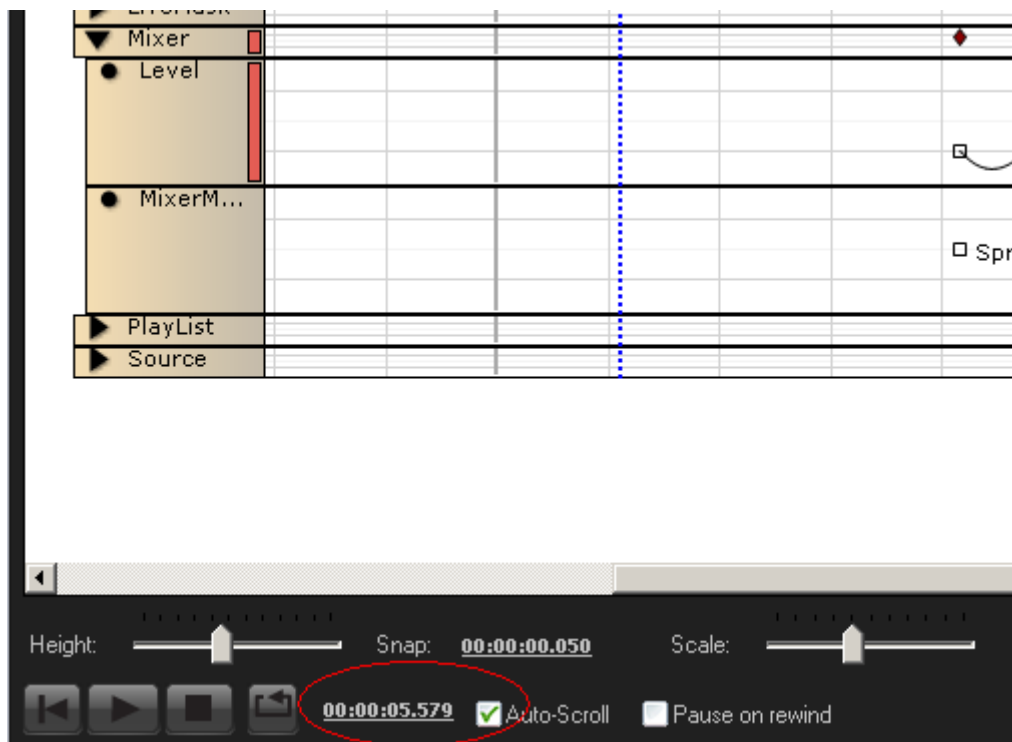 Mixer
Level
MixerM...
Spr
PlayList
Source
Height:
Snap:
00:00:00.050
Scale:
00:00:05.579
Auto-Scroll
Pause on rewind